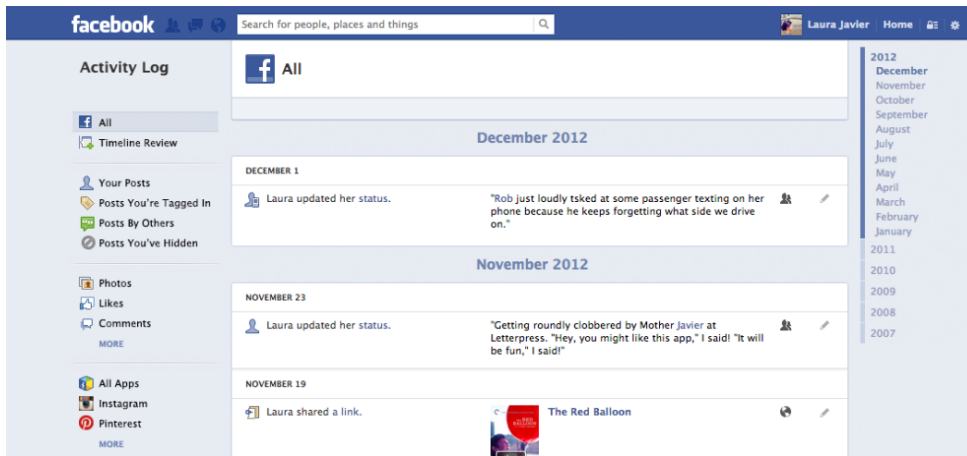 facebook
Search for people, places and things
Laura Javier
Home
Activity Log
All
Timeline Review
Your Posts
Posts You're Tagged In
Posts By Others
Posts You've Hidden
Photos
Likes
Comments
MORE
All Apps
Instagram
Pinterest
MORE
All
December 2012
DECEMBER 1
Laura updated her status.
"Rob just loudly tsked at some passenger texting on her
phone because he keeps forgetting what side we drive
on."
November 2012
NOVEMBER 23
Laura updated her status.
"Getting roundly clobbered by Mother Javier at
Letterpress. "Hey, you might like this app," I said! "It will
be fun," I said!"
NOVEMBER 19
Laura shared a link.
RED
BALLOON
The Red Balloon
2012
December
November
October
September
August
July
June
May
April
March
February
January
2011
2010
2009
2008
2007